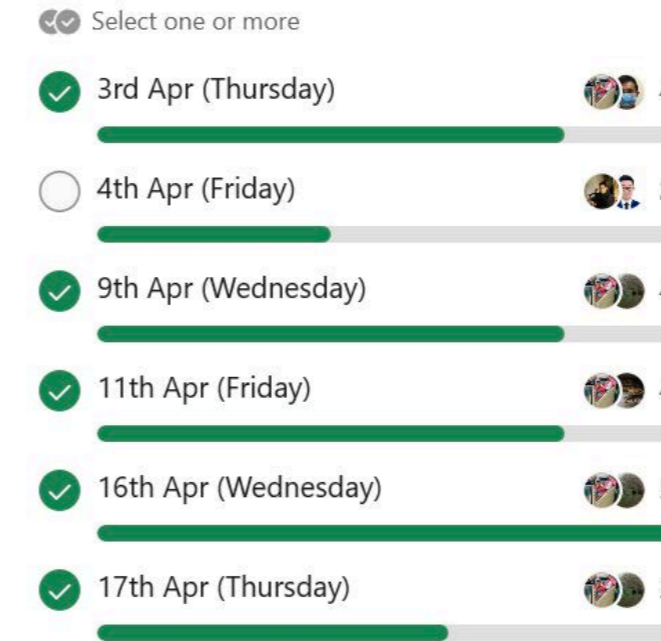 Select one or more
3rd Apr (Thursday)
4th Apr (Friday)
9th Apr (Wednesday)
11th Apr (Friday)
16th Apr (Wednesday)
17th Apr (Thursday)